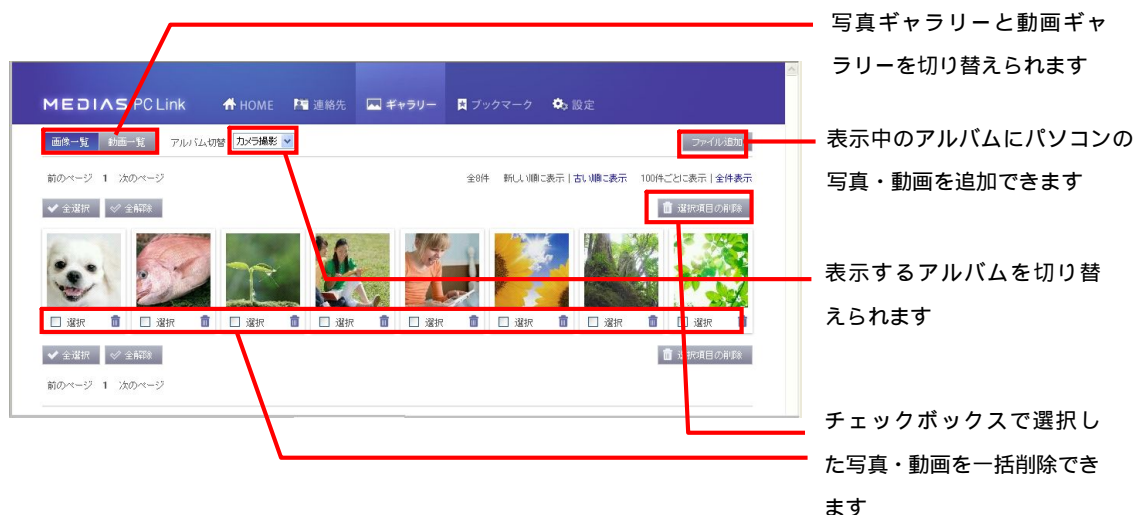 写真ギャラリーと動画ギャ
ラリーを切り替えられます
MEDIAS PC Link HOME 連絡先 ギャラリー ブックマーク 設定
画像一覧 動画一覧 アルバム切替 カメラ撮影 ファイル追加
表示中のアルバムにパソコンの
写真・動画を追加できます
前のページ 1 次のページ 全8件 新しい順に表示 | 古い順に表示 100件ごとに表示 | 全件表示
全選択 全解除 選択項目の削除
表示するアルバムを切り替
えられます
選択 選択 選択 選択 選択 選択 選択 選択
全選択 全解除 選択項目の削除
前のページ 1 次のページ
チェックボックスで選択し
た写真・動画を一括削除でき
ます